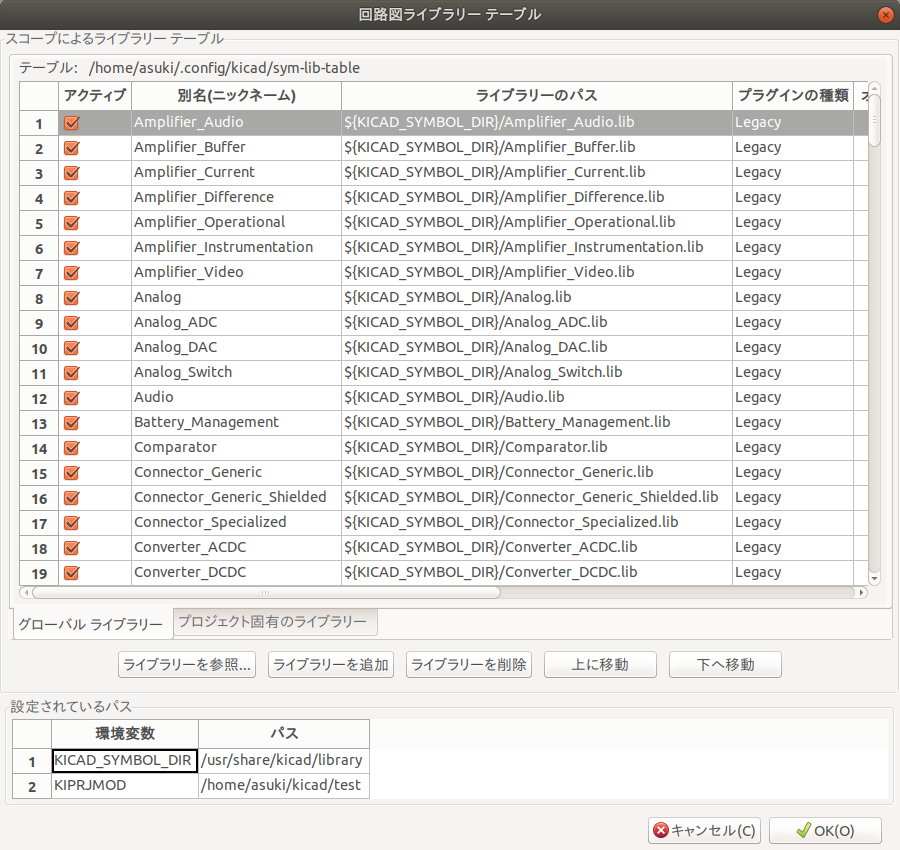 回路図ライブラリー テーブル
スコープによるライブラリー テーブル
テーブル: /home/asuki/.config/kicad/sym-lib-table
アクティブ 別名(ニックネーム) ライブラリーのパス プラグインの種類
1 Amplifier_Audio ${KICAD_SYMBOL_DIR}/Amplifier_Audio.lib Legacy
2 Amplifier_Buffer ${KICAD_SYMBOL_DIR}/Amplifier_Buffer.lib Legacy
3 Amplifier_Current ${KICAD_SYMBOL_DIR}/Amplifier_Current.lib Legacy
4 Amplifier_Difference ${KICAD_SYMBOL_DIR}/Amplifier_Difference.lib Legacy
5 Amplifier_Operational ${KICAD_SYMBOL_DIR}/Amplifier_Operational.lib Legacy
6 Amplifier_Instrumentation ${KICAD_SYMBOL_DIR}/Amplifier_Instrumentation.lib Legacy
7 Amplifier_Video ${KICAD_SYMBOL_DIR}/Amplifier_Video.lib Legacy
8 Analog ${KICAD_SYMBOL_DIR}/Analog.lib Legacy
9 Analog_ADC ${KICAD_SYMBOL_DIR}/Analog_ADC.lib Legacy
10 Analog_DAC ${KICAD_SYMBOL_DIR}/Analog_DAC.lib Legacy
11 Analog_Switch ${KICAD_SYMBOL_DIR}/Analog_Switch.lib Legacy
12 Audio ${KICAD_SYMBOL_DIR}/Audio.lib Legacy
13 Battery_Management ${KICAD_SYMBOL_DIR}/Battery_Management.lib Legacy
14 Comparator ${KICAD_SYMBOL_DIR}/Comparator.lib Legacy
15 Connector_Generic ${KICAD_SYMBOL_DIR}/Connector_Generic.lib Legacy
16 Connector_Generic_Shielded ${KICAD_SYMBOL_DIR}/Connector_Generic_Shielded.lib Legacy
17 Connector_Specialized ${KICAD_SYMBOL_DIR}/Connector_Specialized.lib Legacy
18 Converter_ACDC ${KICAD_SYMBOL_DIR}/Converter_ACDC.lib Legacy
19 Converter_DCDC ${KICAD_SYMBOL_DIR}/Converter_DCDC.lib Legacy
グローバル ライブラリー プロジェクト固有のライブラリー
ライブラリーを参照... ライブラリーを追加 ライブラリーを削除 上に移動 下へ移動
設定されているパス
環境変数 パス
1 KICAD_SYMBOL_DIR /usr/share/kicad/library
2 KIPRJMOD /home/asuki/kicad/test
キャンセル(C) OK(O)